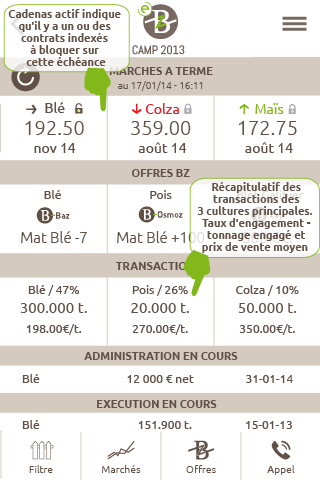 Cadenas actif indique
qu'il y a un ou des
contrats indexés
à bloquer sur
cette échéance
e
BZ
CAMP 2013
MARCHES A TERME
au 17/01/14 - 16:11
Blé Colza Maïs
192.50 359.00 172.75
nov 14 août 14 août 14
OFFRES BZ
Blé Pois
B-Baz B-Osmoz
Mat Blé -7 Mat Blé +100
Récapitulatif des
transactions des
3 cultures principales.
Taux d'engagement -
tonnage engagé et
prix de vente moyen
TRANSACTIO
Blé / 47% Pois / 26% Colza / 10%
300.000 t. 20.000 t. 50.000 t.
198.00€/t. 270.00€/t. 350.00€/t.
ADMINISTRATION EN COURS
Blé 12 000 € net 31-01-14
EXECUTION EN COURS
Blé 151.900 t. 15-01-13
Filtre Marchés Offres Appel